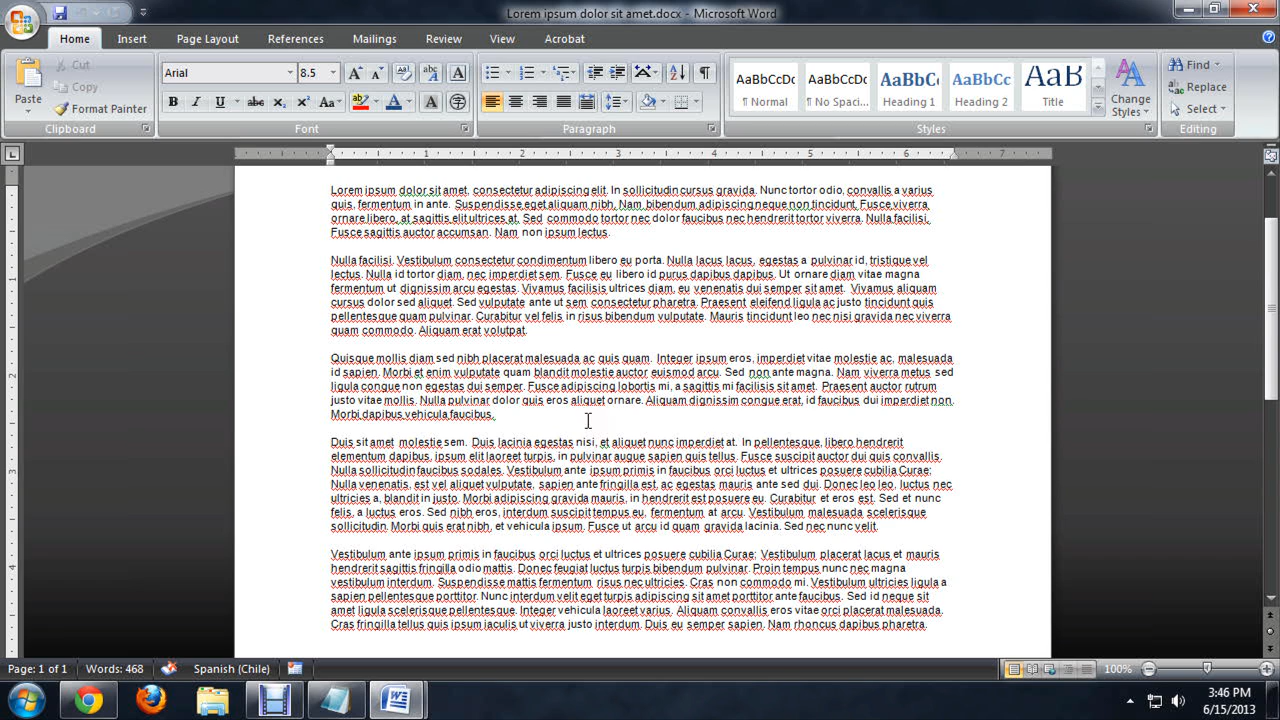 Lorem ipsum dolor sit amet.docx - Microsoft Word
Home Insert Page Layout References Mailings Review View Acrobat
Paste
Cut
Copy
Format Painter
Clipboard
Arial 8.5
Font
Paragraph
AaBbCcDc AaBbCcDc AaBbCc AaBbCc AaB
¶ Normal ¶ No Spaci... Heading 1 Heading 2 Title
Change Styles
Styles
Find
Replace
Select
Editing
1 2 3 4 5 6 7
Lorem ipsum dolor sit amet, consectetur adipiscing elit. In sollicitudin cursus gravida. Nunc tortor odio, convallis a varius
quis, fermentum in ante. Suspendisse eget aliquam nibh. Nam bibendum adipiscing neque non tincidunt. Fusce viverra
ornare libero, at sagittis elit ultrices at. Sed commodo tortor nec dolor faucibus nec hendrerit tortor viverra. Nulla facilisi.
Fusce sagittis auctor accumsan. Nam non ipsum lectus.
Nulla facilisi. Vestibulum consectetur condimentum libero eu porta. Nulla lacus lacus, egestas a pulvinar id, tristique vel
lectus. Nulla id tortor diam, nec imperdiet sem. Fusce eu libero id purus dapibus dapibus. Ut ornare diam vitae magna
fermentum ut dignissim arcu egestas. Vivamus facilisis ultrices diam, eu venenatis dui semper sit amet. Vivamus aliquam
cursus dolor sed aliquet. Sed vulputate ante ut sem consectetur pharetra. Praesent eleifend ligula ac justo tincidunt quis
pellentesque quam pulvinar. Curabitur vel felis in risus bibendum vulputate. Mauris tincidunt leo nec nisi gravida nec viverra
quam commodo. Aliquam erat volutpat.
Quisque mollis diam sed nibh placerat malesuada ac quis quam. Integer ipsum eros, imperdiet vitae molestie ac, malesuada
id sapien. Morbi et enim vulputate quam blandit molestie auctor euismod arcu. Sed non ante magna. Nam viverra metus sed
ligula congue non egestas dui semper. Fusce adipiscing lobortis mi, a sagittis mi facilisis sit amet. Praesent auctor rutrum
justo vitae mollis. Nulla pulvinar dolor quis eros aliquet ornare. Aliquam dignissim congue erat, id faucibus dui imperdiet non.
Morbi dapibus vehicula faucibus.
Duis sit amet molestie sem. Duis lacinia egestas nisi, et aliquet nunc imperdiet at. In pellentesque, libero hendrerit
elementum dapibus, ipsum elit laoreet turpis, in pulvinar augue sapien quis tellus. Fusce suscipit auctor dui quis convallis.
Nulla sollicitudin faucibus sodales. Vestibulum ante ipsum primis in faucibus orci luctus et ultrices posuere cubilia Curae;
Nulla venenatis, est vel aliquet vulputate, sapien ante fringilla est, ac egestas mauris ante sed dui. Donec leo leo, luctus nec
ultricies a, blandit in justo. Morbi adipiscing gravida mauris, in hendrerit est posuere eu. Curabitur et eros est. Sed et nunc
felis, a luctus eros. Sed nibh eros, interdum suscipit tempus eu, fermentum at arcu. Vestibulum malesuada scelerisque
sollicitudin. Morbi quis erat nibh, et vehicula ipsum. Fusce ut arcu id quam gravida lacinia. Sed nec nunc velit.
Vestibulum ante ipsum primis in faucibus orci luctus et ultrices posuere cubilia Curae; Vestibulum placerat lacus et mauris
hendrerit sagittis fringilla odio mattis. Donec feugiat luctus turpis bibendum pulvinar. Proin tempus nunc nec magna
vestibulum interdum. Suspendisse mattis fermentum risus nec ultricies. Cras non commodo mi. Vestibulum ultricies ligula a
sapien pellentesque porttitor. Nunc interdum velit eget turpis adipiscing sit amet porttitor ante faucibus. Sed id neque sit
amet ligula scelerisque pellentesque. Integer vehicula laoreet varius. Aliquam convallis eros vitae orci placerat malesuada.
Cras fringilla tellus quis ipsum iaculis ut viverra justo interdum. Duis eu semper sapien. Nam rhoncus dapibus pharetra.
Page: 1 of 1 Words: 468 Spanish (Chile) 100%
3:46 PM
6/15/2013